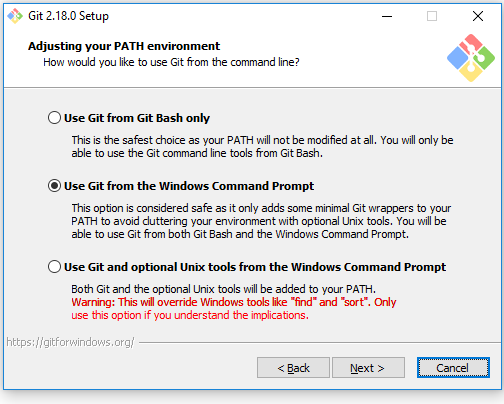 Git 2.18.0 Setup
Adjusting your PATH environment
How would you like to use Git from the command line?
Use Git from Git Bash only
This is the safest choice as your PATH will not be modified at all. You will only be
able to use the Git command line tools from Git Bash.
Use Git from the Windows Command Prompt
This option is considered safe as it only adds some minimal Git wrappers to your
PATH to avoid cluttering your environment with optional Unix tools. You will be
able to use Git from both Git Bash and the Windows Command Prompt.
Use Git and optional Unix tools from the Windows Command Prompt
Both Git and the optional Unix tools will be added to your PATH.
Warning: This will override Windows tools like "find" and "sort". Only
use this option if you understand the implications.
https://gitforwindows.org/
< Back Next > Cancel